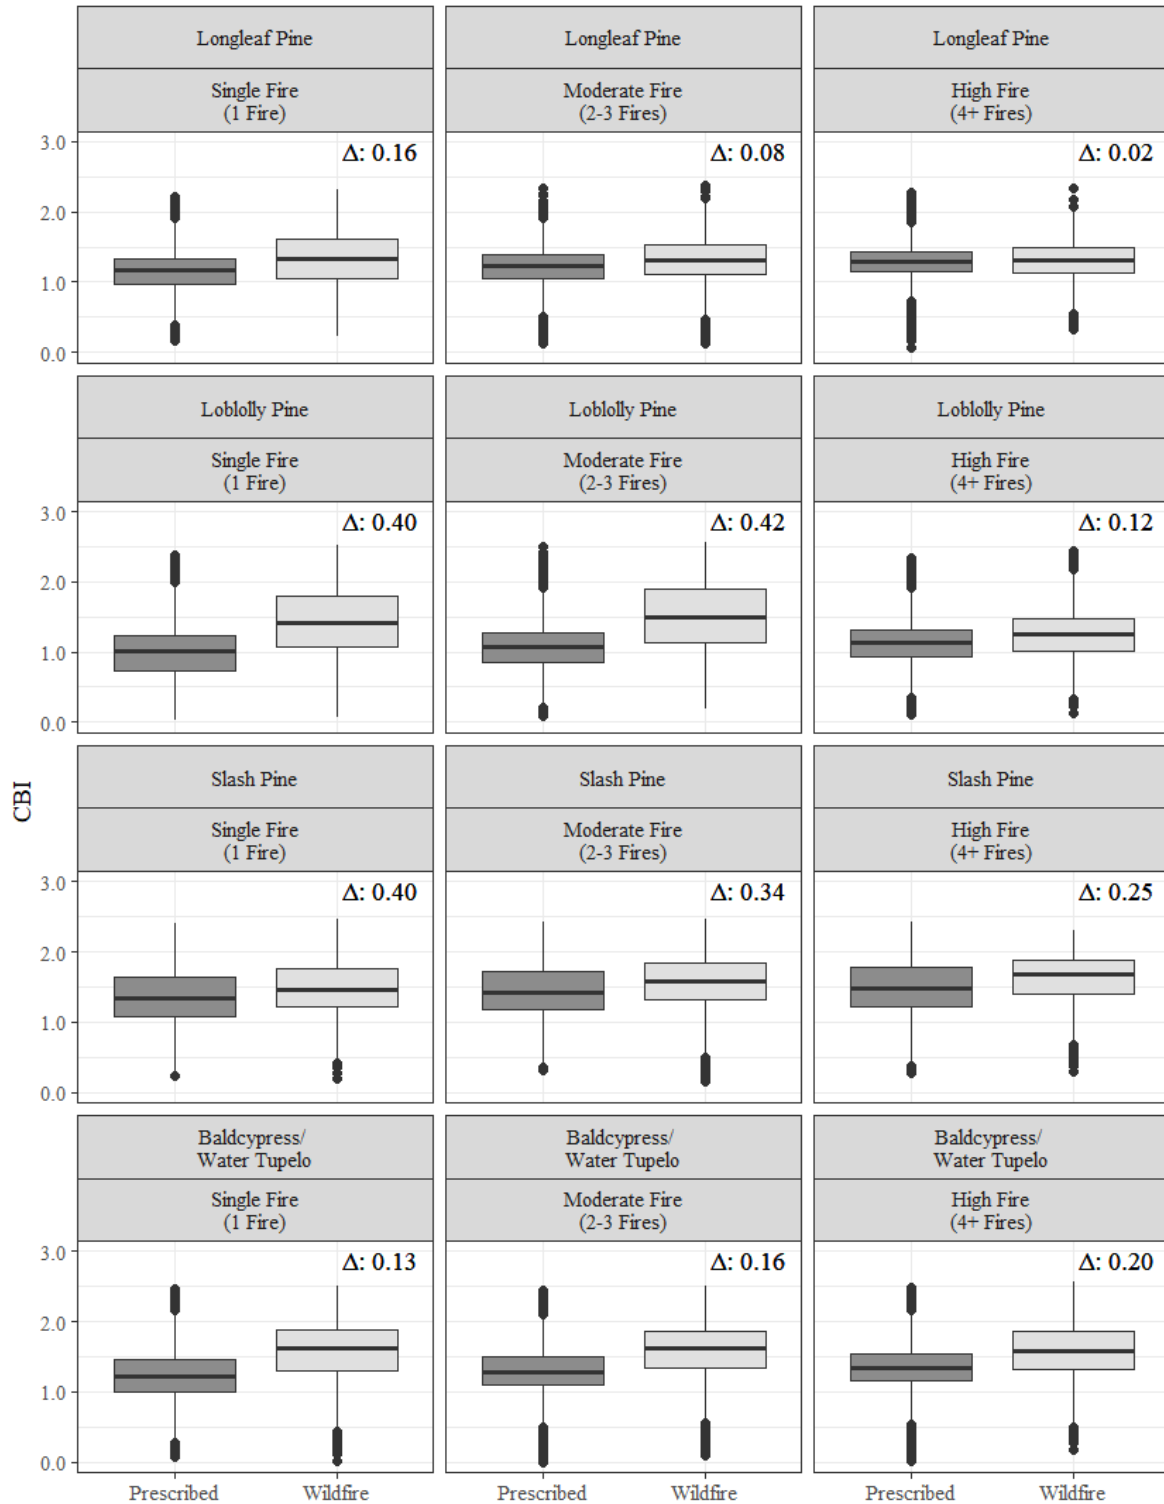 Longleaf Pine
Longleaf Pine
Longleaf Pine
Single Fire
(1 Fire)
Moderate Fire
(2-3 Fires)
High Fire
(4+ Fires)
3.0
2.0
1.0
0.0
Δ: 0.16
Δ: 0.08
Δ: 0.02
Loblolly Pine
Loblolly Pine
Loblolly Pine
Single Fire
(1 Fire)
Moderate Fire
(2-3 Fires)
High Fire
(4+ Fires)
3.0
2.0
1.0
0.0
Δ: 0.40
Δ: 0.42
Δ: 0.12
CBI
Slash Pine
Slash Pine
Slash Pine
Single Fire
(1 Fire)
Moderate Fire
(2-3 Fires)
High Fire
(4+ Fires)
3.0
2.0
1.0
0.0
Δ: 0.40
Δ: 0.34
Δ: 0.25
Baldcypress/
Water Tupelo
Baldcypress/
Water Tupelo
Baldcypress/
Water Tupelo
Single Fire
(1 Fire)
Moderate Fire
(2-3 Fires)
High Fire
(4+ Fires)
3.0
2.0
1.0
0.0
Δ: 0.13
Δ: 0.16
Δ: 0.20
Prescribed
Wildfire
Prescribed
Wildfire
Prescribed
Wildfire